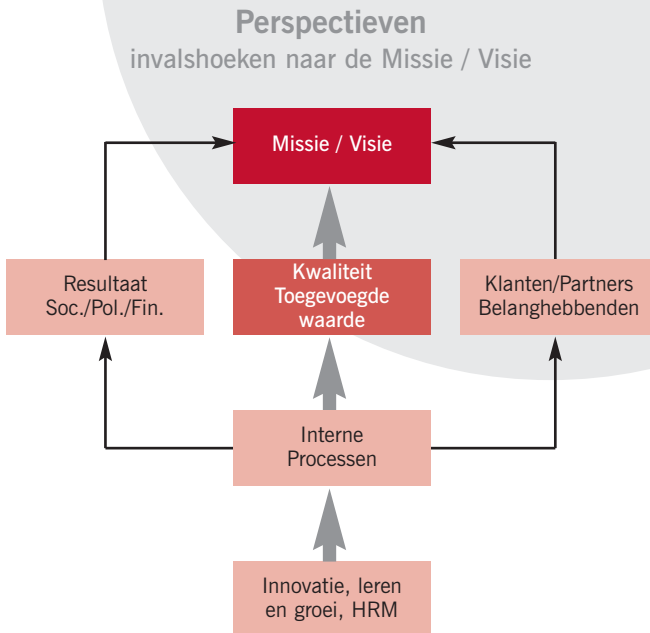 Perspectieven
invalshoeken naar de Missie / Visie
Missie / Visie
Resultaat
Soc./Pol./Fin.
Kwaliteit
Toegevoegde
waarde
Klanten/Partners
Belanghebbenden
Interne
Processen
Innovatie, leren
en groei, HRM